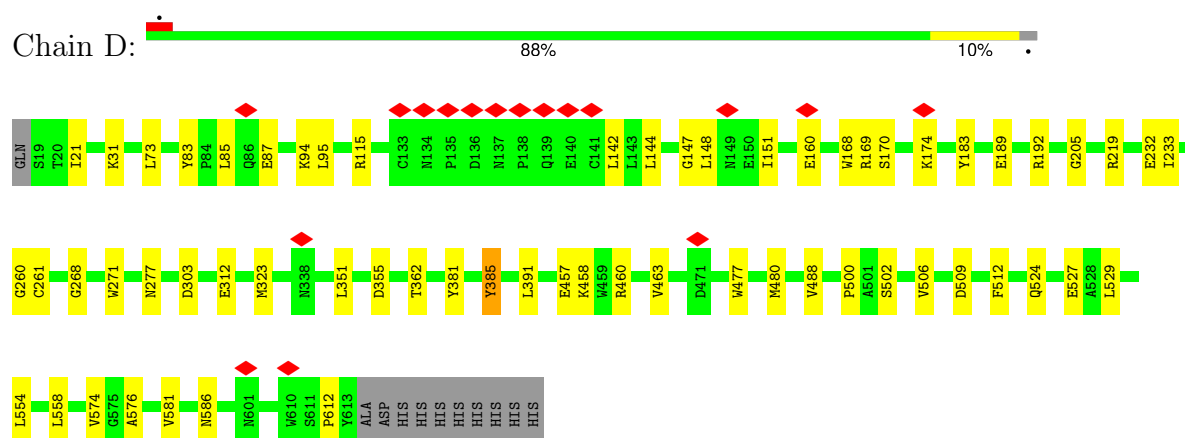 Chain D:
88% 10%
GLN S19 T20 I21 K31 L73 Y83 P84 L85 Q86 E87 K94 L95 R115 C133 N134 P135 D136 N137 P138 Q139 E140 C141 L142 L143 L144 G147 L148 N149 E150 I151 E160 W168 R169 S170 K174 Y183 E189 R192 G205 R219 E232 I233
G260 C261 G268 W271 N277 D303 E312 M323 N338 L351 D355 T362 Y381 Y385 L391 E457 K458 W459 R460 V463 D471 W477 M480 V488 P500 A501 S502 V506 D509 F512 Q524 E527 A528 L529
L554 L558 V574 G575 A576 V581 N586 N601 W610 S611 P612 Y613 ALA ASP HIS HIS HIS HIS HIS HIS HIS HIS